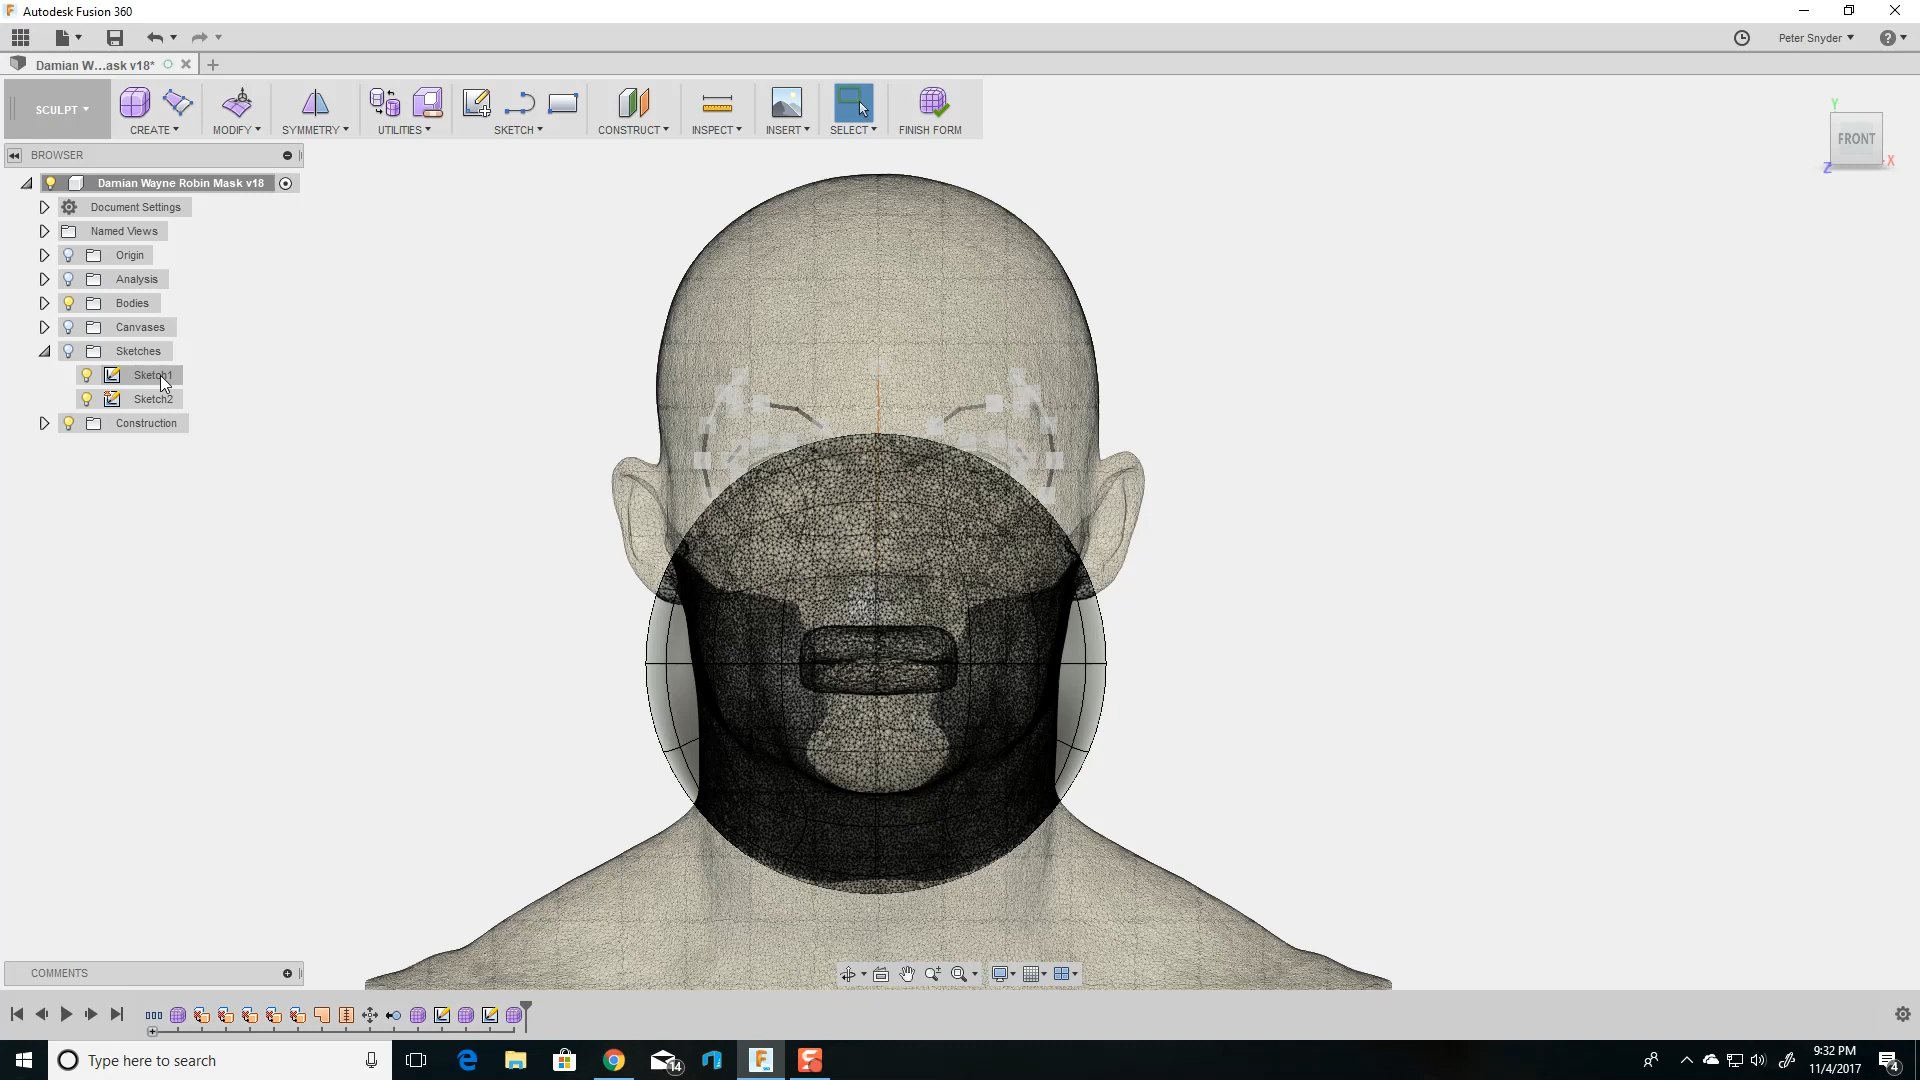 Autodesk Fusion 360
Peter Snyder
Damian W...ask v18*
SCULPT
CREATE
MODIFY
SYMMETRY
UTILITIES
SKETCH
CONSTRUCT
INSPECT
INSERT
SELECT
FINISH FORM
FRONT
Y
X
Z
BROWSER
Damian Wayne Robin Mask v18
Document Settings
Named Views
Origin
Analysis
Bodies
Canvases
Sketches
Sketch1
Sketch2
Construction
COMMENTS
Type here to search
14
9:32 PM
11/4/2017
4